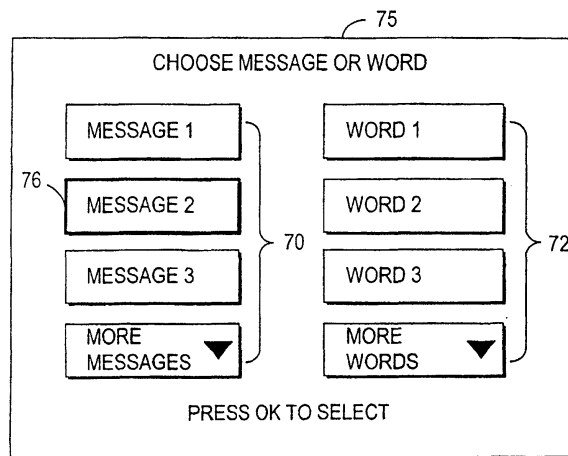 75
CHOOSE MESSAGE OR WORD
MESSAGE 1
WORD 1
76
MESSAGE 2
WORD 2
70
72
MESSAGE 3
WORD 3
MORE
MESSAGES
MORE
WORDS
PRESS OK TO SELECT